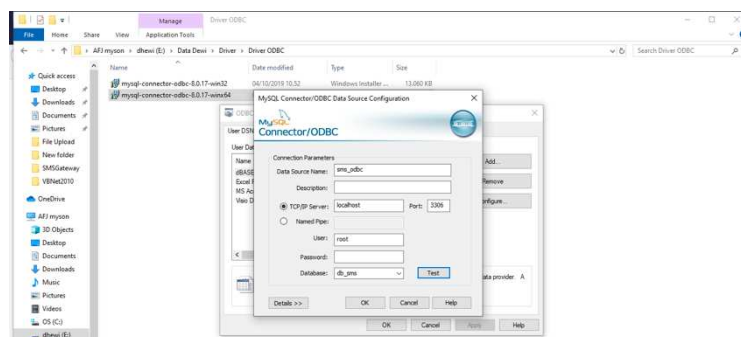 Manage
Driver ODBC
File
Home
Share
View
Application Tools
AFJ myson > dhewi (E:) > Data Dewi > Driver > Driver ODBC
Search Driver ODBC
Name
Date modified
Type
Size
Quick access
Desktop
Downloads
Documents
Pictures
File Upload
New folder
SMSGateway
VBNet2010
OneDrive
AFJ myson
3D Objects
Desktop
Documents
Downloads
Music
Pictures
Videos
OS (C:)
dhewi (E:)
mysql-connector-odbc-8.0.17-win32
04/10/2019 10.52
Windows Installer ...
13.060 KB
mysql-connector-odbc-8.0.17-winx64
ODBC
User DSN
User Dat
Name
dBASE
Excel F
MS Ac
Visio D
Add...
Remove
onfigure...
ata provider. A
OK
Cancel
Apply
Help
MySQL Connector/ODBC Data Source Configuration
MySQL
Connector/ODBC
Connection Parameters
Data Source Name:
sms_odbc
Description:
TCP/IP Server:
localhost
Port:
3306
Named Pipe:
User:
root
Password:
Database:
db_sms
Test
Details >>
OK
Cancel
Help